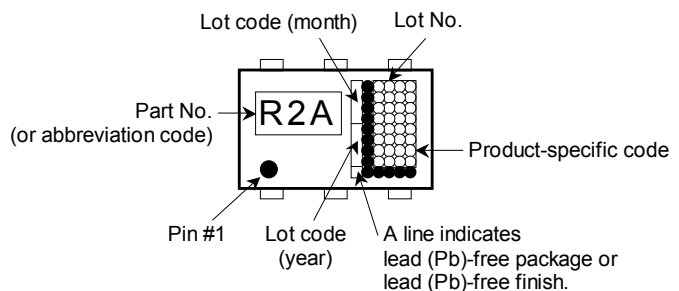 Lot code (month)
Lot No.
Part No.
(or abbreviation code)
R2A
Product-specific code
Pin #1
Lot code
(year)
A line indicates
lead (Pb)-free package or
lead (Pb)-free finish.